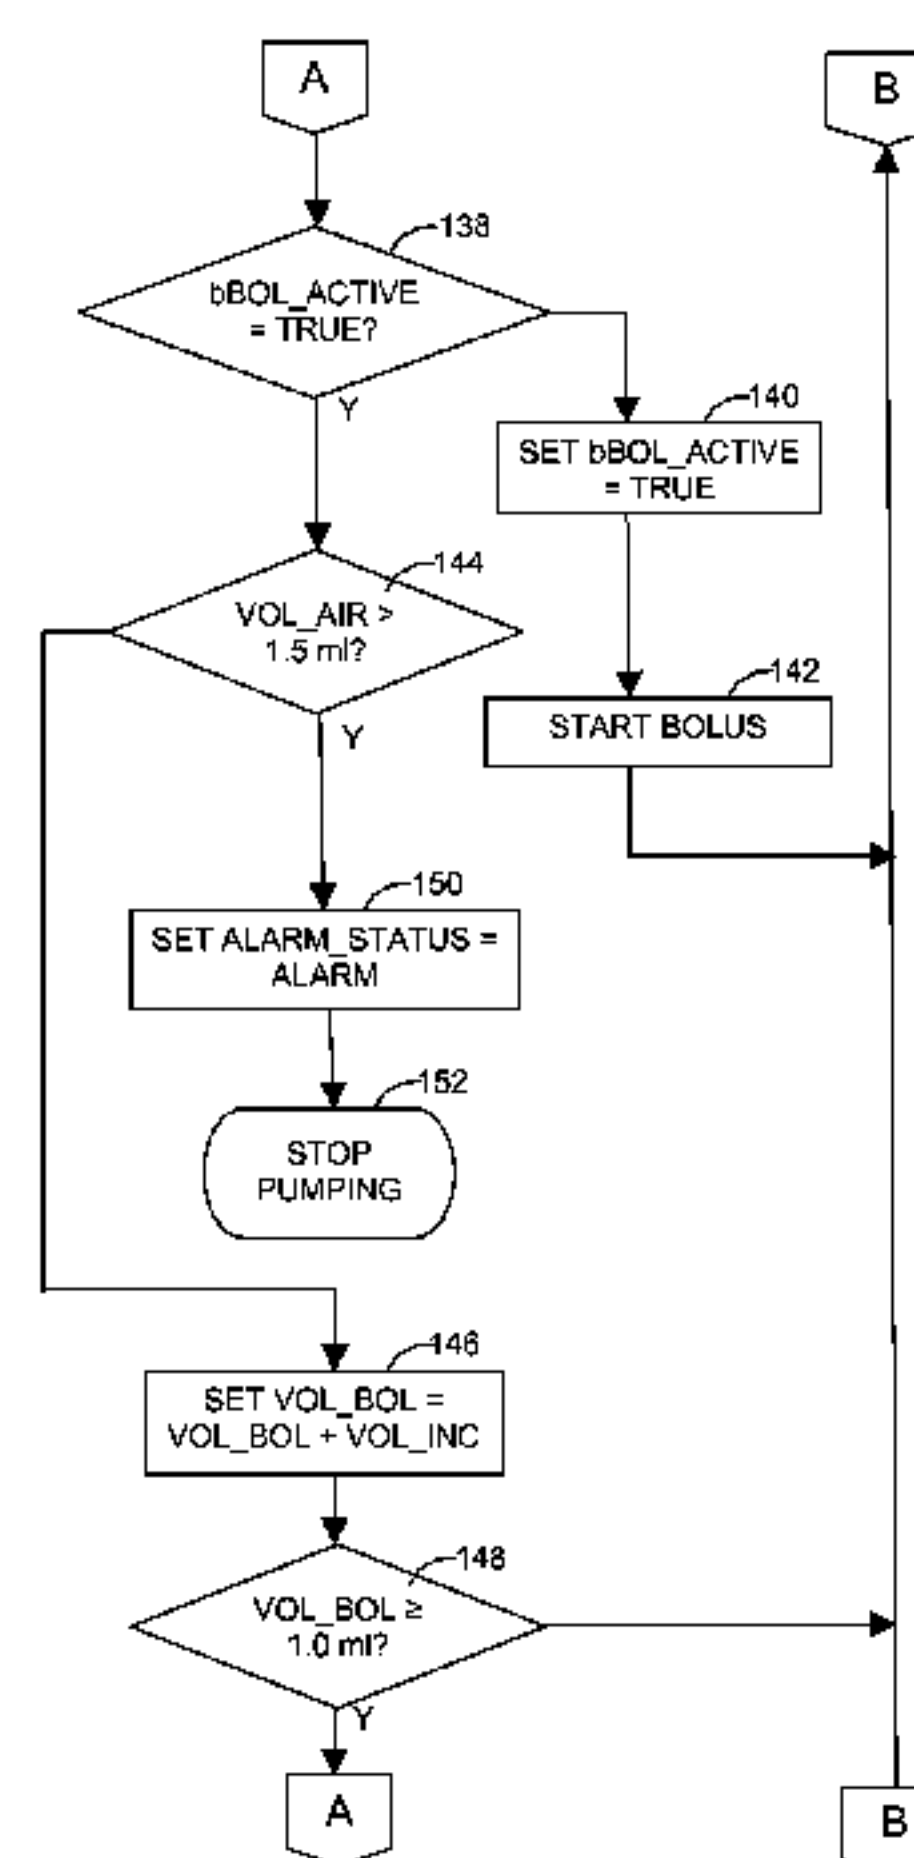 A
B
138
bBOL_ACTIVE
= TRUE?
Y
140
SET bBOL_ACTIVE
= TRUE
144
VOL_AIR >
1.5 ml?
Y
142
START BOLUS
150
SET ALARM_STATUS =
ALARM
152
STOP
PUMPING
146
SET VOL_BOL =
VOL_BOL + VOL_INC
148
VOL_BOL ≥
1.0 ml?
Y
A
B